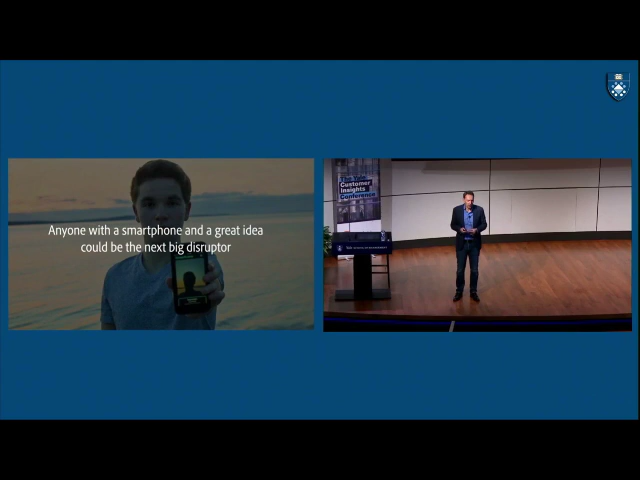 Anyone with a smartphone and a great idea
could be the next big disruptor
The Yale
Customer
Insights
Conference